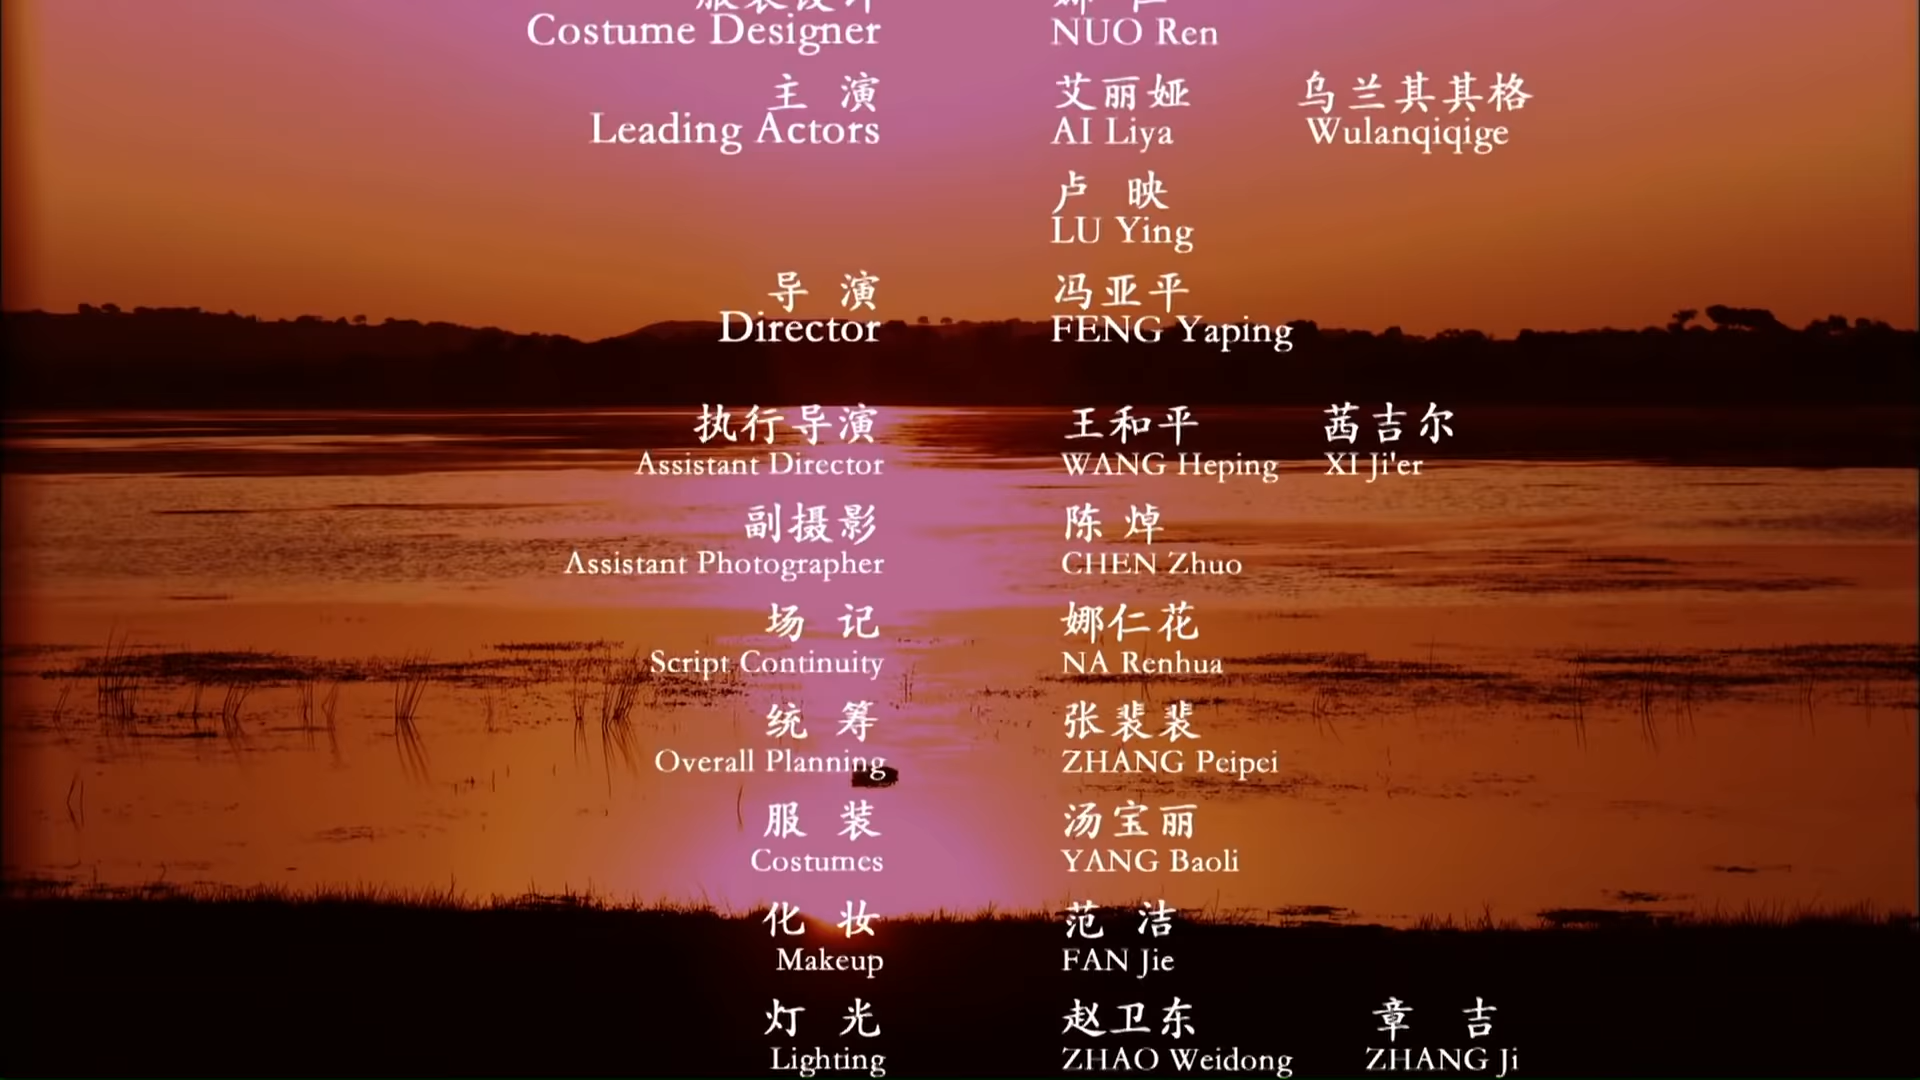 Costume Designer NUO Ren
主 演 艾丽娅 乌兰其其格
Leading Actors AI Liya Wulanqiqige
卢 映
LU Ying
导 演 冯亚平
Director FENG Yaping
执行导演 王和平 茜吉尔
Assistant Director WANG Heping XI Ji'er
副摄影 陈 焯
Assistant Photographer CHEN Zhuo
场 记 娜仁花
Script Continuity NA Renhua
统 筹 张裴裴
Overall Planning ZHANG Peipei
服 装 汤宝丽
Costumes YANG Baoli
化 妆 范 洁
Makeup FAN Jie
灯 光 赵卫东 章 吉
Lighting ZHAO Weidong ZHANG Ji